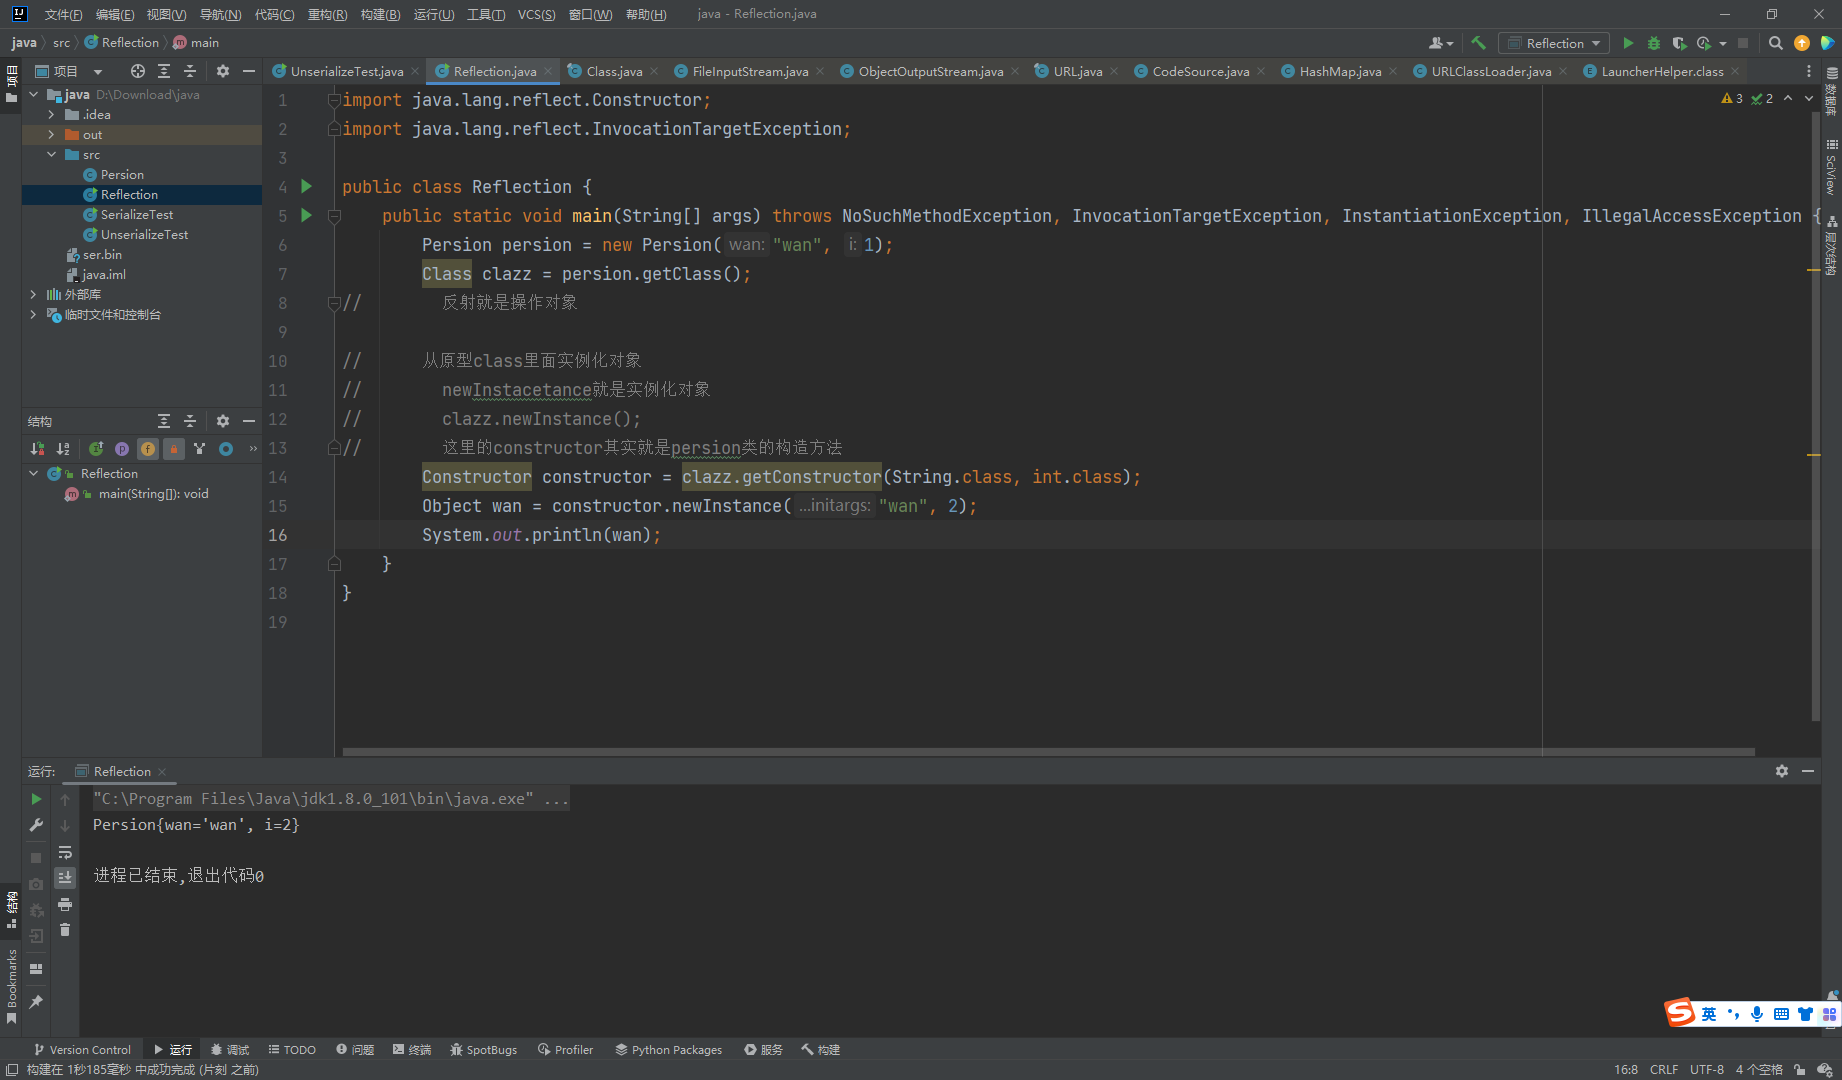 文件(F) 编辑(E) 视图(V) 导航(N) 代码(C) 重构(R) 构建(B) 运行(U) 工具(T) VCS(S) 窗口(W) 帮助(H) java - Reflection.java
java src Reflection main Reflection
项目 UnserializeTest.java Reflection.java Class.java FileInputStream.java ObjectOutputStream.java URL.java CodeSource.java HashMap.java URLClassLoader.java LauncherHelper.class
项目
java D:\Download\java
.idea
out
src
Persion
Reflection
SerializeTest
UnserializeTest
ser.bin
java.iml
外部库
临时文件和控制台
结构
Reflection
main(String[]): void
3 2
1 import java.lang.reflect.Constructor;
2 import java.lang.reflect.InvocationTargetException;
3
4 public class Reflection {
5 public static void main(String[] args) throws NoSuchMethodException, InvocationTargetException, InstantiationException, IllegalAccessException {
6 Persion persion = new Persion( wan: "wan", i: 1);
7 Class clazz = persion.getClass();
8 // 反射就是操作对象
9
10 // 从原型class里面实例化对象
11 // newInstacetance就是实例化对象
12 // clazz.newInstance();
13 // 这里的constructor其实就是persion类的构造方法
14 Constructor constructor = clazz.getConstructor(String.class, int.class);
15 Object wan = constructor.newInstance( ...initargs: "wan", 2);
16 System.out.println(wan);
17 }
18 }
19
数据库
SciView
层次结构
运行: Reflection
"C:\Program Files\Java\jdk1.8.0_101\bin\java.exe" ...
Persion{wan='wan', i=2}
进程已结束,退出代码0
结构
Bookmarks
英
Version Control 运行 调试 TODO 问题 终端 SpotBugs Profiler Python Packages 服务 构建
构建在 1秒185毫秒 中成功完成 (片刻 之前) 16:8 CRLF UTF-8 4 个空格